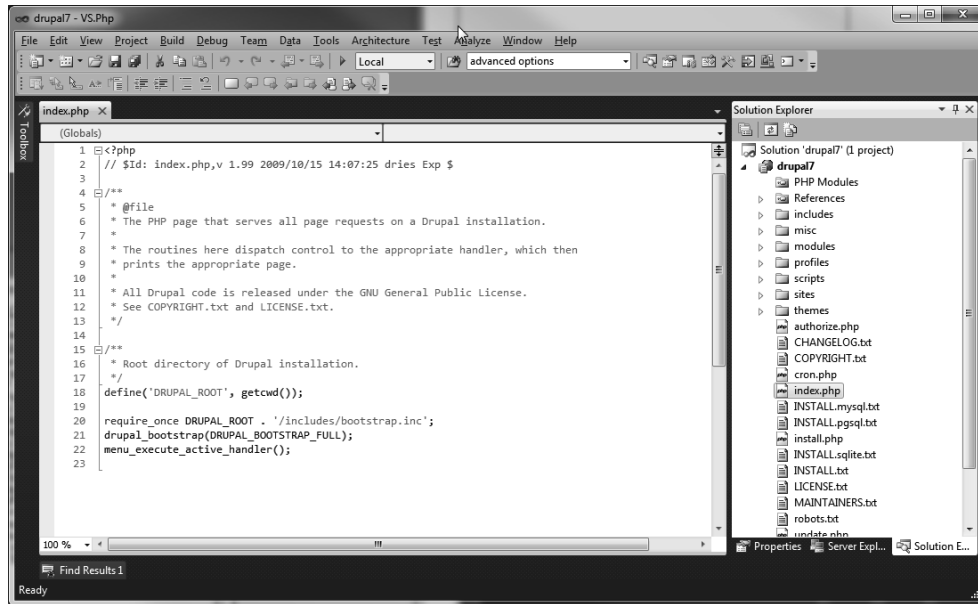 drupal7 - VS.Php
File Edit View Project Build Debug Team Data Tools Architecture Test Analyze Window Help
Local advanced options
Toolbox
index.php
(Globals)
1 <?php
2 // $Id: index.php,v 1.99 2009/10/15 14:07:25 dries Exp $
3
4 /**
5 * @file
6 * The PHP page that serves all page requests on a Drupal installation.
7 *
8 * The routines here dispatch control to the appropriate handler, which then
9 * prints the appropriate page.
10 *
11 * All Drupal code is released under the GNU General Public License.
12 * See COPYRIGHT.txt and LICENSE.txt.
13 */
14
15 /**
16 * Root directory of Drupal installation.
17 */
18 define('DRUPAL_ROOT', getcwd());
19
20 require_once DRUPAL_ROOT . '/includes/bootstrap.inc';
21 drupal_bootstrap(DRUPAL_BOOTSTRAP_FULL);
22 menu_execute_active_handler();
23
100 %
Solution Explorer
Solution 'drupal7' (1 project)
drupal7
PHP Modules
References
includes
misc
modules
profiles
scripts
sites
themes
authorize.php
CHANGELOG.txt
COPYRIGHT.txt
cron.php
index.php
INSTALL.mysql.txt
INSTALL.pgsql.txt
install.php
INSTALL.sqlite.txt
INSTALL.txt
LICENSE.txt
MAINTAINERS.txt
robots.txt
update.php
Properties Server Expl... Solution E...
Find Results 1
Ready